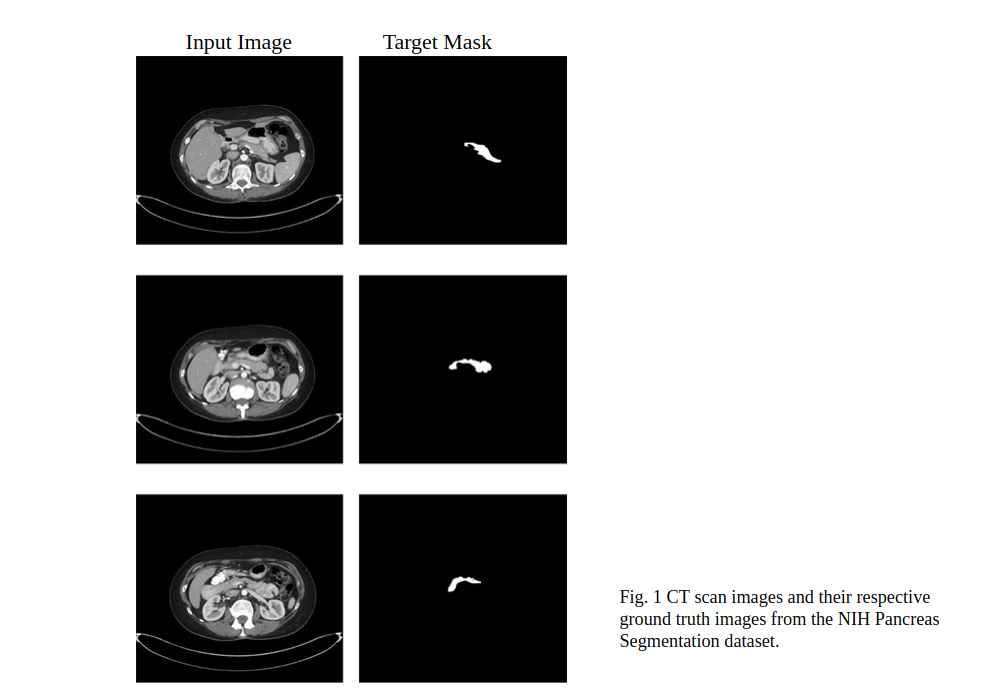 Input Image
Target Mask
Fig. 1 CT scan images and their respective
ground truth images from the NIH Pancreas
Segmentation dataset.